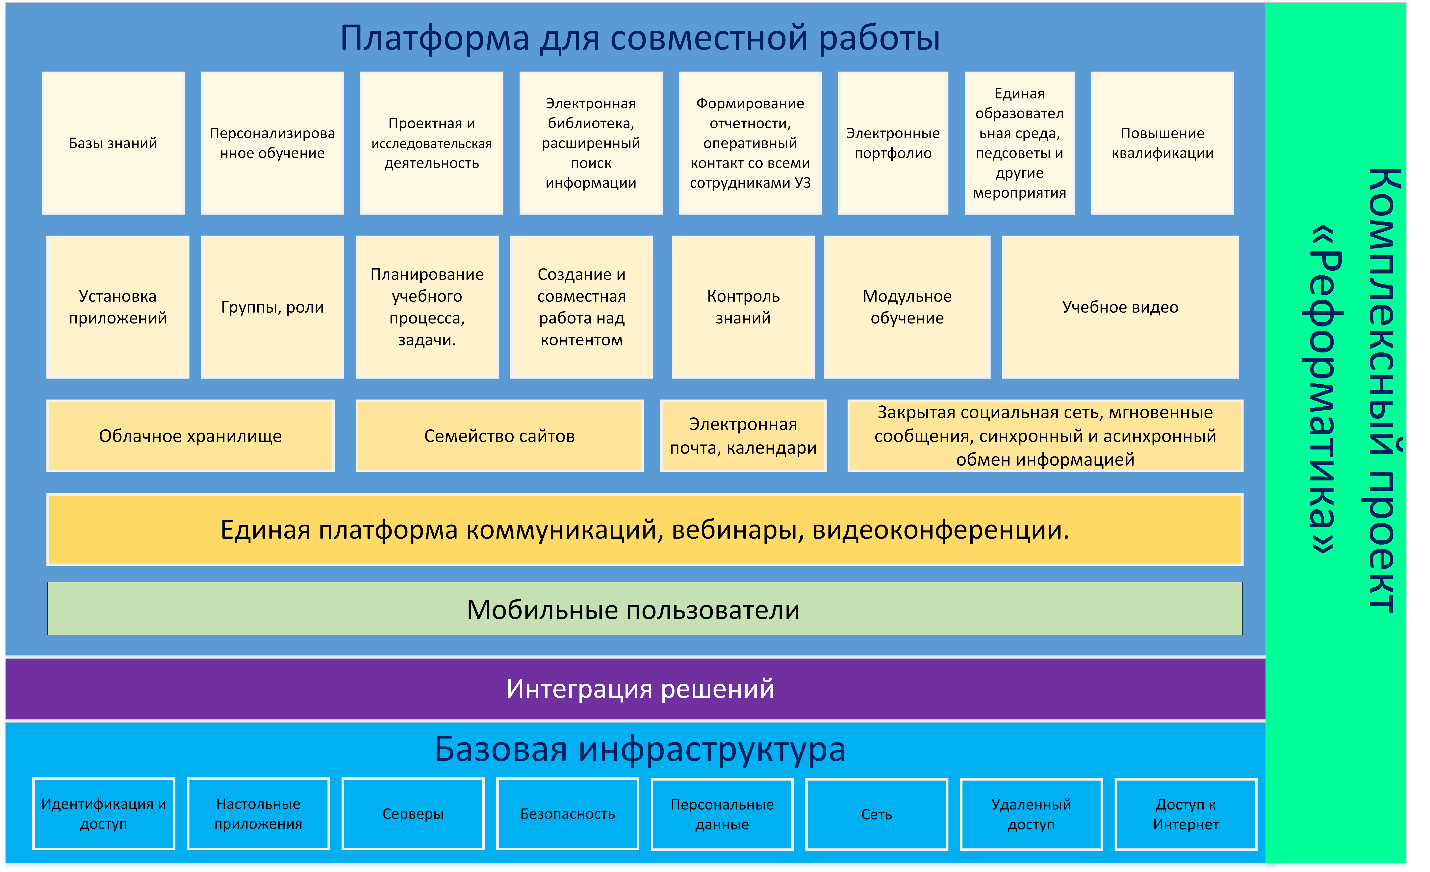 Платформа для совместной работы
Базы знаний
Персонализирова
нное обучение
Проектная и
исследовательская
деятельность
Электронная
библиотека,
расширенный
поиск
информации
Формирование
отчетности,
оперативный
контакт со всеми
сотрудниками УЗ
Электронные
портфолио
Единая
образовател
ьная среда,
педсоветы и
другие
мероприятия
Повышение
квалификации
Установка
приложений
Группы, роли
Планирование
учебного
процесса,
задачи.
Создание и
совместная
работа над
контентом
Контроль
знаний
Модульное
обучение
Учебное видео
Облачное хранилище
Семейство сайтов
Электронная
почта, календари
Закрытая социальная сеть, мгновенные
сообщения, синхронный и асинхронный
обмен информацией
Единая платформа коммуникаций, вебинары, видеоконференции.
Мобильные пользователи
Интеграция решений
Базовая инфраструктура
Идентификация и
доступ
Настольные
приложения
Серверы
Безопасность
Персональные
данные
Сеть
Удаленный
доступ
Доступ к
Интернет
Комплексный проект
«Реформатика»